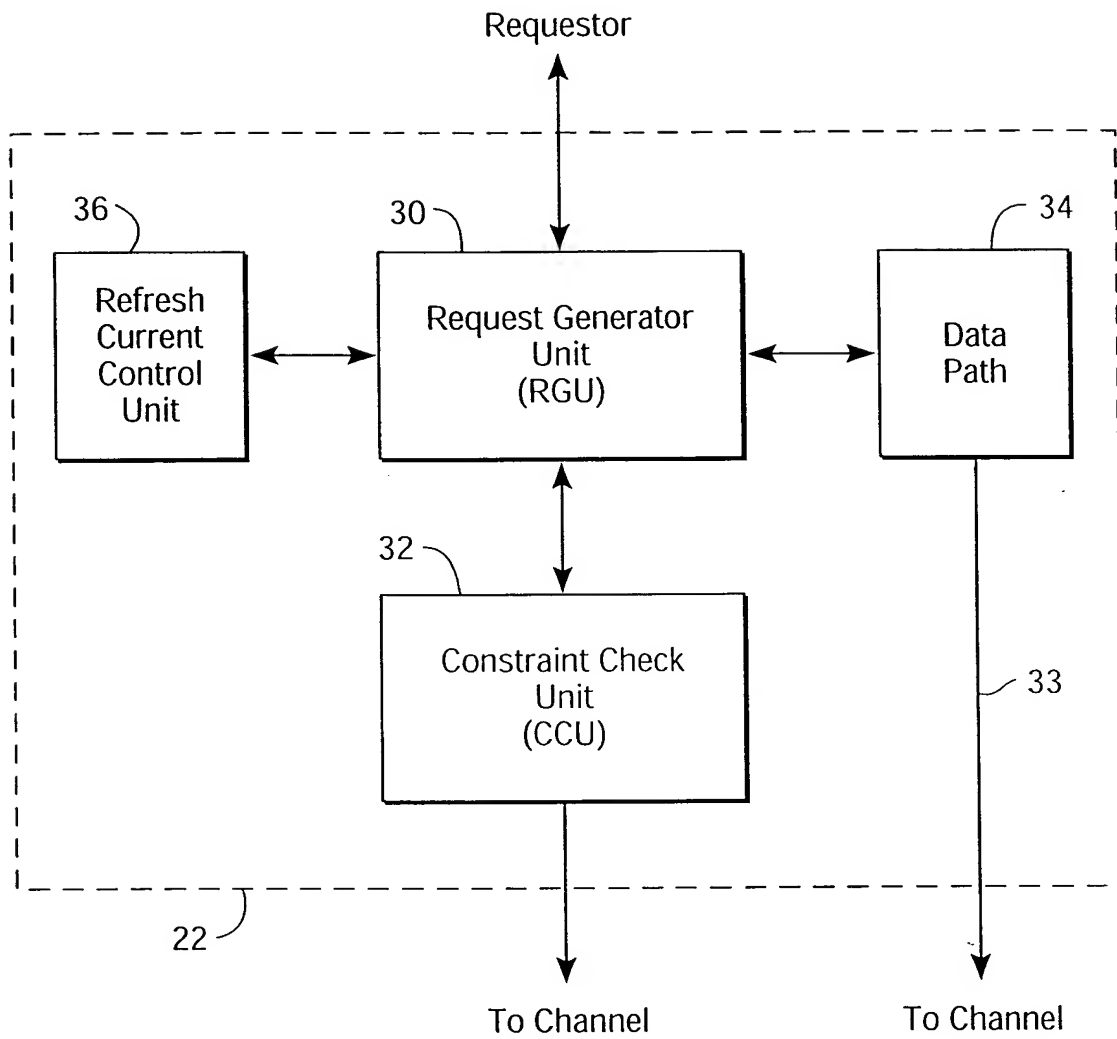 Requestor
36
30
34
Refresh
Current
Control
Unit
Request Generator
Unit
(RGU)
Data
Path
32
Constraint Check
Unit
(CCU)
33
22
To Channel
To Channel